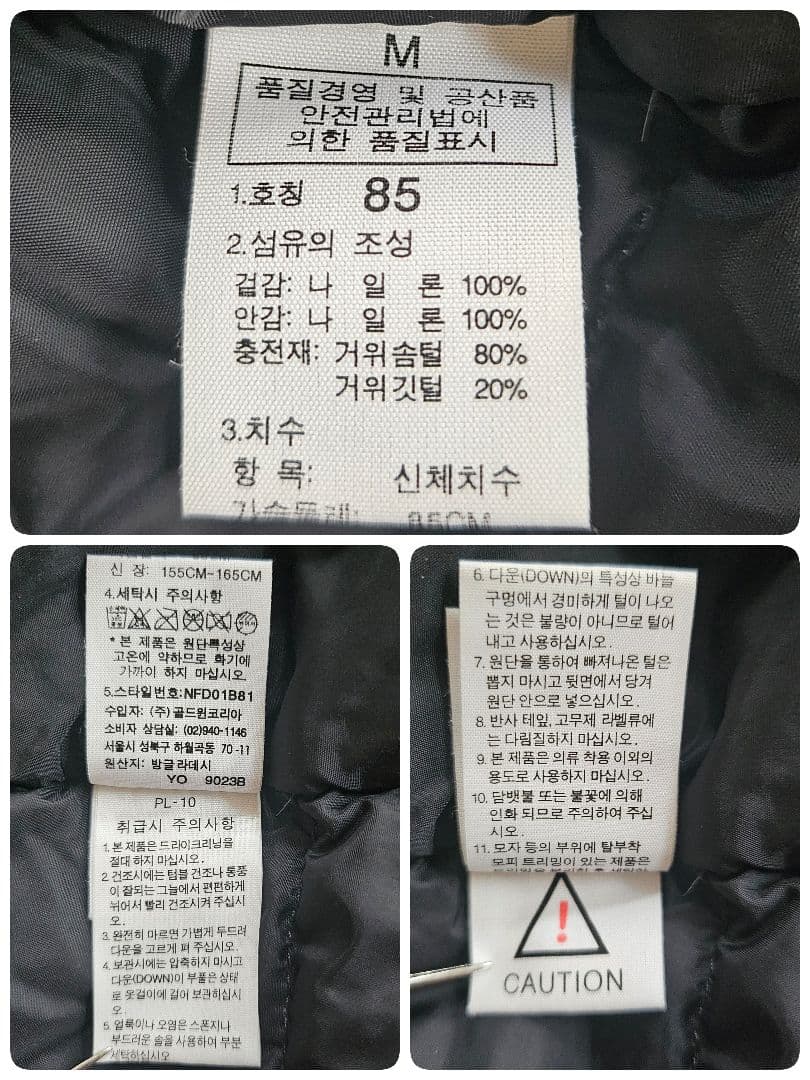 M
품질경영 및 공산품
안전관리법에
의한 품질표시
1.호칭 85
2.섬유의 조성
겉감: 나 일 론 100%
안감: 나 일 론 100%
충전재: 거위솜털 80%
거위깃털 20%
3.치수
항 목: 신체치수
가슴둘레: 85CM
신 장: 155CM-165CM
4.세탁시 주의사항
* 본 제품은 원단특성상
고온에 약하므로 화기에
가까이 하지 마십시오.
5.스타일번호:NFD01B81
수입자: (주) 골드윈코리아
소비자 상담실: (02)940-1146
서울시 성북구 하월곡동 70-11
원산지: 방글라데시
YO 9023B
PL-10
취급시 주의사항
1. 본 제품은 드라이크리닝을
절대 하지 마십시오.
2. 건조시에는 텀블 건조나 통풍
이 잘되는 그늘에서 편편하게
뉘어서 빨리 건조시켜 주십시
오.
3. 완전히 마르면 가볍게 두드려
다운을 고르게 펴 주십시오.
4. 보관시에는 압축하지 마시고
다운(DOWN)이 부풀은 상태
로 옷걸이에 걸어 보관하십시
오.
5. 얼룩이나 오염은 스폰지나
부드러운 솔을 사용하여 부분
세탁하십시오
6. 다운(DOWN)의 특성상 바늘
구멍에서 경미하게 털이 나오
는 것은 불량이 아니므로 털어
내고 사용하십시오.
7. 원단을 통하여 빠져나온 털은
뽑지 마시고 뒷면에서 당겨
원단 안으로 넣으십시오.
8. 반사 테잎, 고무제 라벨류에
는 다림질하지 마십시오.
9. 본 제품은 의류 착용 이외의
용도로 사용하지 마십시오.
10. 담뱃불 또는 불꽃에 의해
인화 되므로 주의하여 주십
시오.
11. 모자 등의 부위에 탈부착
모피 트리밍이 있는 제품은
CAUTION